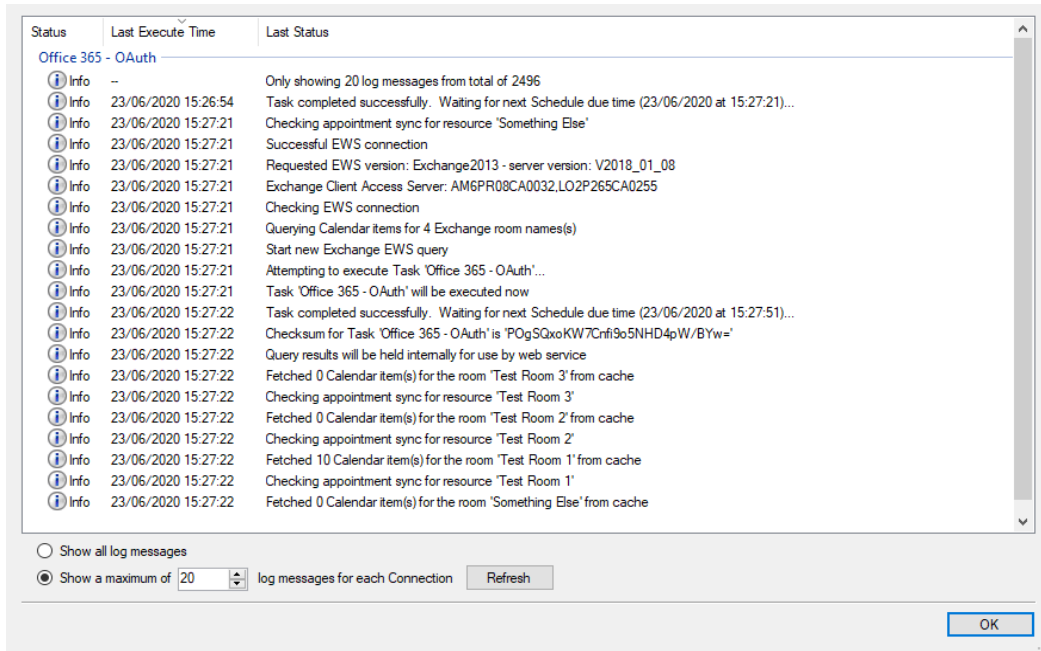 Status Last Execute Time Last Status
Office 365 - OAuth
Info -- Only showing 20 log messages from total of 2496
Info 23/06/2020 15:26:54 Task completed successfully. Waiting for next Schedule due time (23/06/2020 at 15:27:21)...
Info 23/06/2020 15:27:21 Checking appointment sync for resource 'Something Else'
Info 23/06/2020 15:27:21 Successful EWS connection
Info 23/06/2020 15:27:21 Requested EWS version: Exchange2013 - server version: V2018_01_08
Info 23/06/2020 15:27:21 Exchange Client Access Server: AM6PR08CA0032,LO2P265CA0255
Info 23/06/2020 15:27:21 Checking EWS connection
Info 23/06/2020 15:27:21 Querying Calendar items for 4 Exchange room names(s)
Info 23/06/2020 15:27:21 Start new Exchange EWS query
Info 23/06/2020 15:27:21 Attempting to execute Task 'Office 365 - OAuth'...
Info 23/06/2020 15:27:21 Task 'Office 365 - OAuth' will be executed now
Info 23/06/2020 15:27:22 Task completed successfully. Waiting for next Schedule due time (23/06/2020 at 15:27:51)...
Info 23/06/2020 15:27:22 Checksum for Task 'Office 365 - OAuth' is 'POgSQxoKW7Cnfi9o5NHD4pW/BYw='
Info 23/06/2020 15:27:22 Query results will be held internally for use by web service
Info 23/06/2020 15:27:22 Fetched 0 Calendar item(s) for the room 'Test Room 3' from cache
Info 23/06/2020 15:27:22 Checking appointment sync for resource 'Test Room 3'
Info 23/06/2020 15:27:22 Fetched 0 Calendar item(s) for the room 'Test Room 2' from cache
Info 23/06/2020 15:27:22 Checking appointment sync for resource 'Test Room 2'
Info 23/06/2020 15:27:22 Fetched 10 Calendar item(s) for the room 'Test Room 1' from cache
Info 23/06/2020 15:27:22 Checking appointment sync for resource 'Test Room 1'
Info 23/06/2020 15:27:22 Fetched 0 Calendar item(s) for the room 'Something Else' from cache
Show all log messages
Show a maximum of 20 log messages for each Connection Refresh
OK